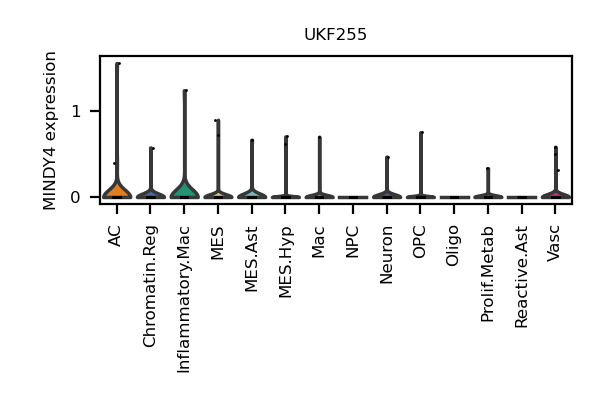 UKF255
MINDY4 expression
1
0
AC
Chromatin.Reg
Inflammatory.Mac
MES
MES.Ast
MES.Hyp
Mac
NPC
Neuron
OPC
Oligo
Prolif.Metab
Reactive.Ast
Vasc